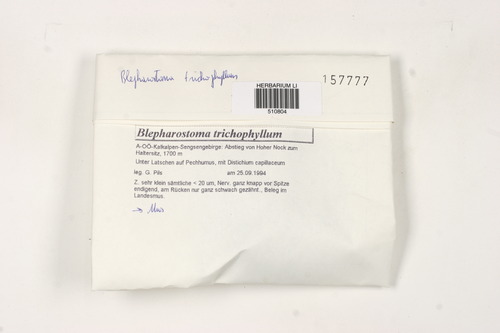 Blepharostoma trichophyllum
157777
HERBARIUM LI
510804
Blepharostoma trichophyllum
A-OÖ-Kalkalpen-Sengsengebirge: Abstieg von Hoher Nock zum
Haltersitz, 1700 m
Unter Latschen auf Pechhumus, mit Distichium capillaceum
leg. G. Pils am 25.09.1994
Z. sehr klein sämtliche < 20 um, Nerv. ganz knapp vor Spitze
endigend, am Rücken nur ganz schwach gezähnt., Beleg im
Landesmus.